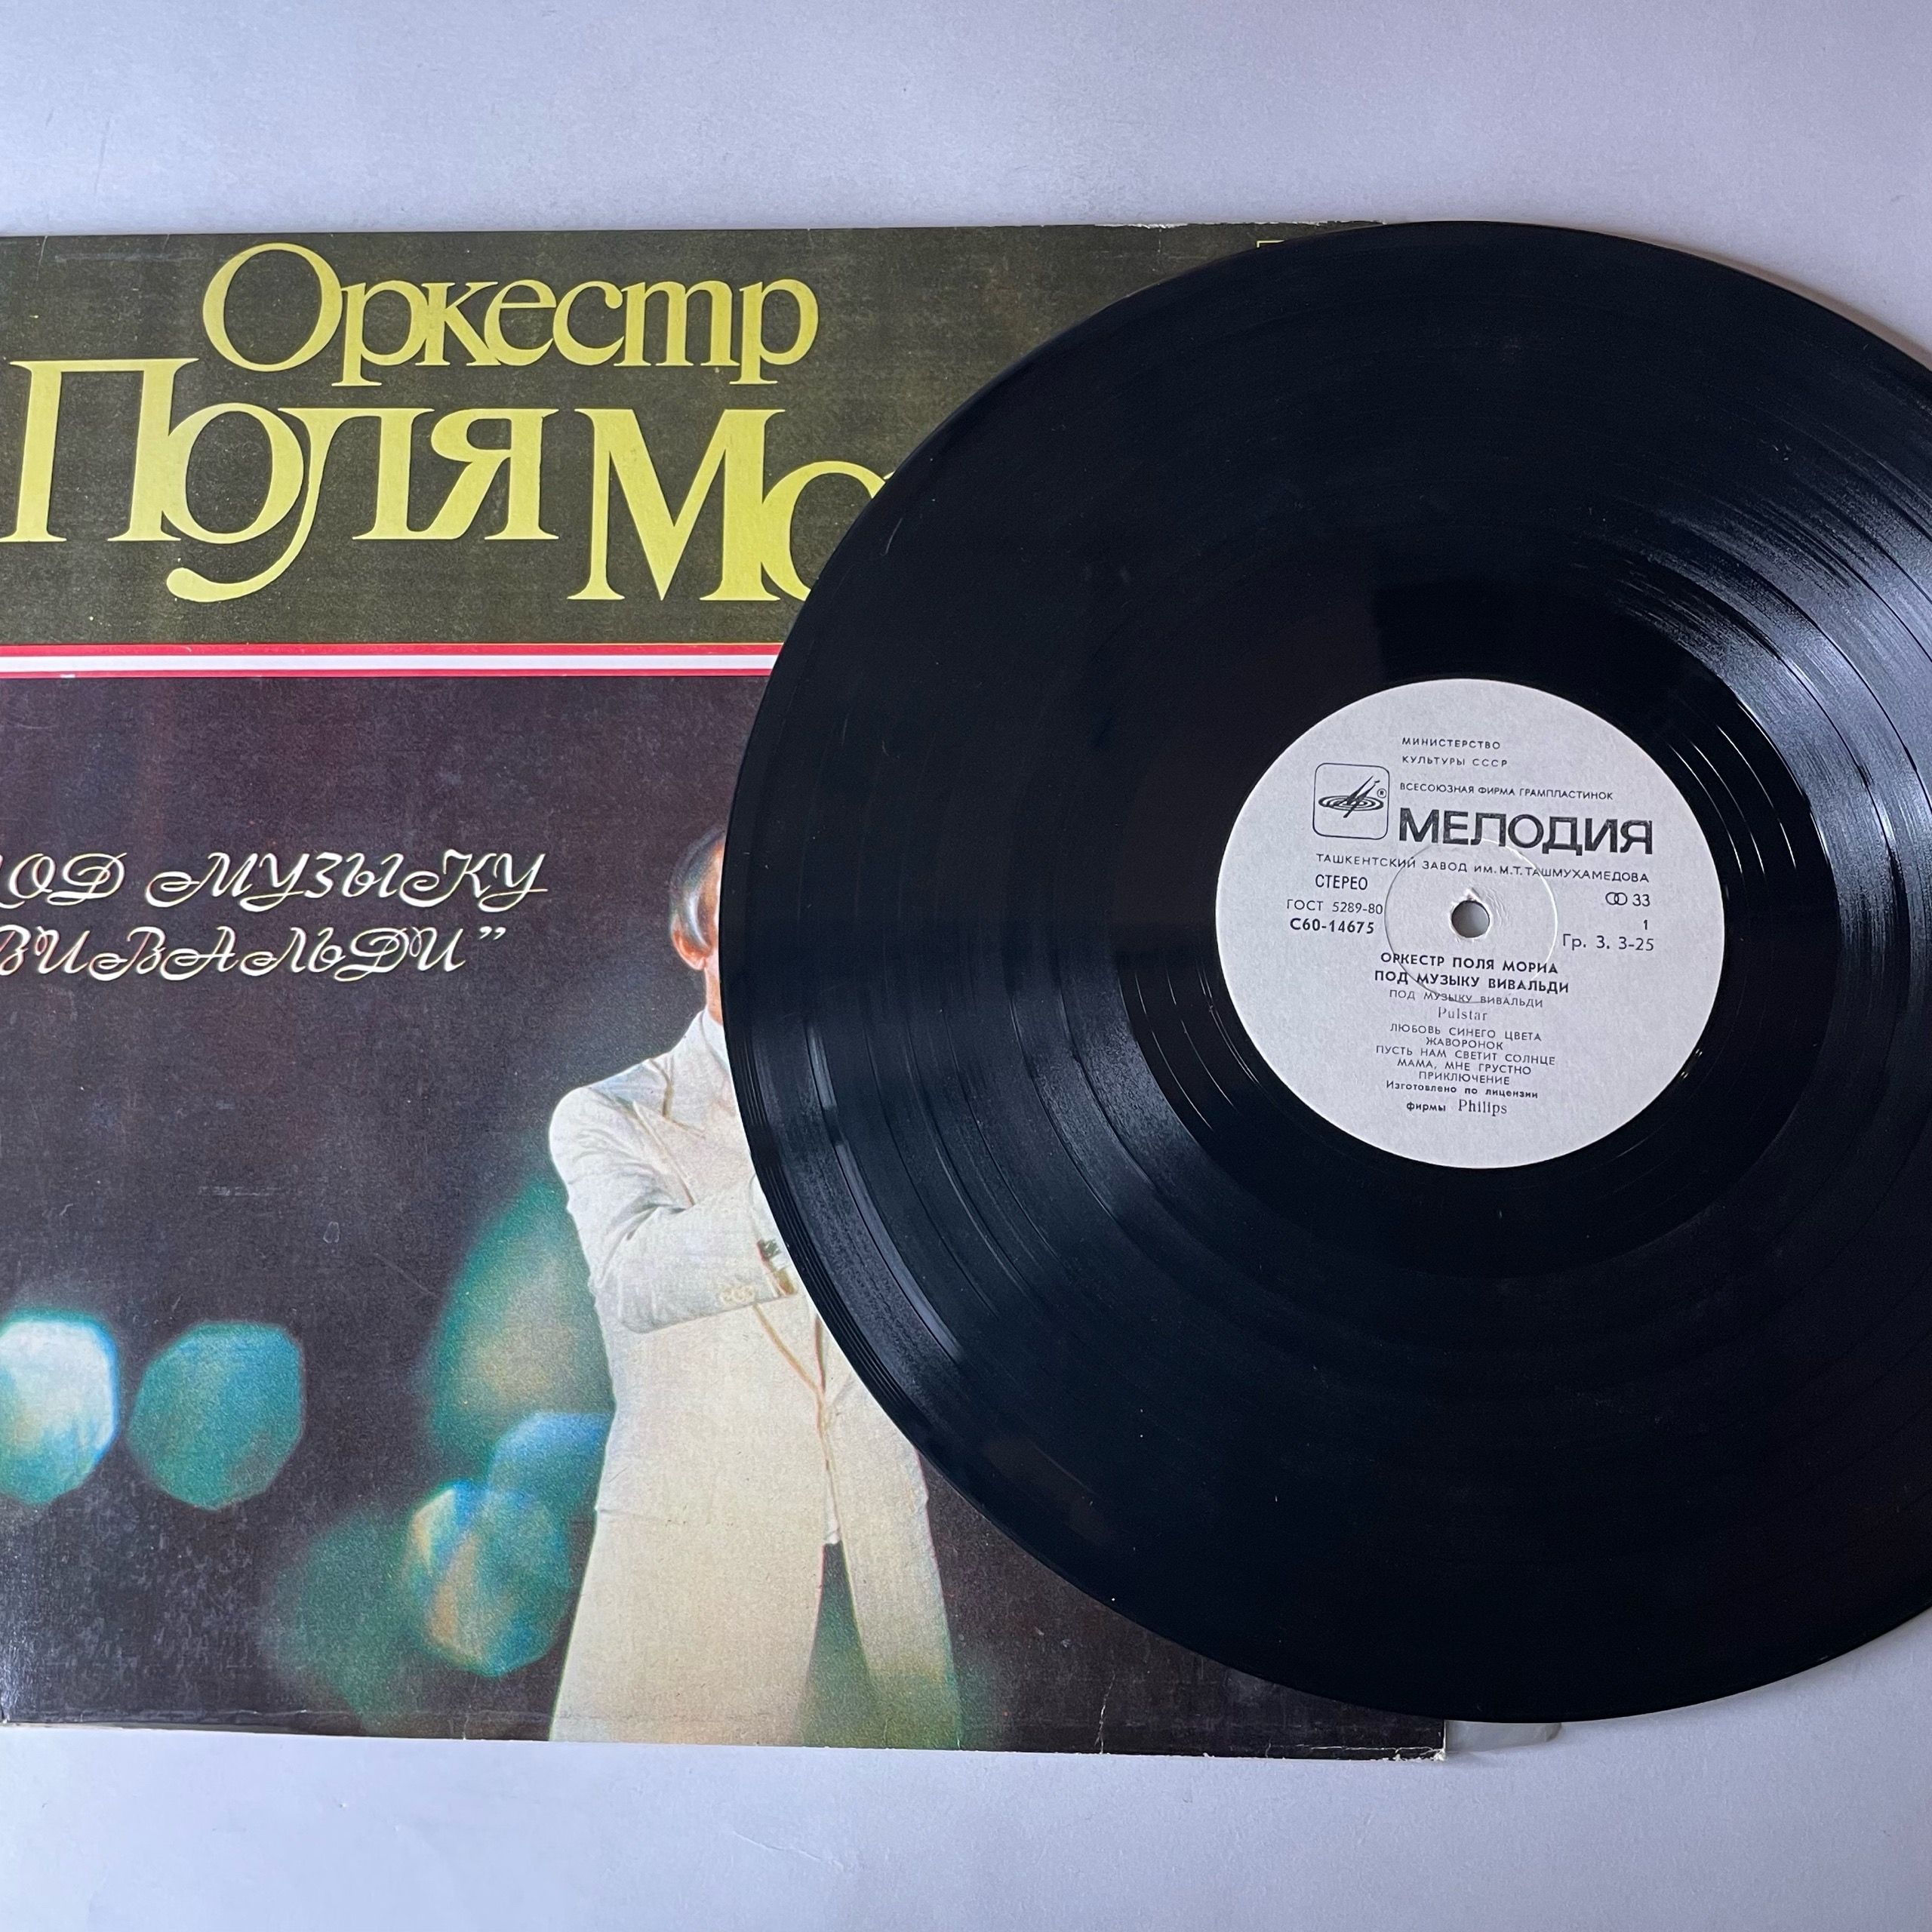 Оркестр
Поля Мо
ПОД МУЗЫКУ
ВИВАЛЬДИ”
МИНИСТЕРСТВО
КУЛЬТУРЫ СССР
ВСЕСОЮЗНАЯ ФИРМА ГРАМПЛАСТИНОК
МЕЛОДИЯ
ТАШКЕНТСКИЙ ЗАВОД ИМ. М. Т. ТАШМУХАМЕДОВА
СТЕРЕО
33
ГОСТ 5289-80
1
С60-14675
Гр. 3. 3-25
ОРКЕСТР ПОЛЯ МОРИА
ПОД МУЗЫКУ ВИВАЛЬДИ
ПОД МУЗЫКУ ВИВАЛЬДИ
Pulstar
ЛЮБОВЬ СИНЕГО ЦВЕТА
ЖАВОРОНОК
ПУСТЬ НАМ СВЕТИТ СОЛНЦЕ
МАМА, МНЕ ГРУСТНО
ПРИКЛЮЧЕНИЕ
Изготовлено по лицензии
фирмы Philips